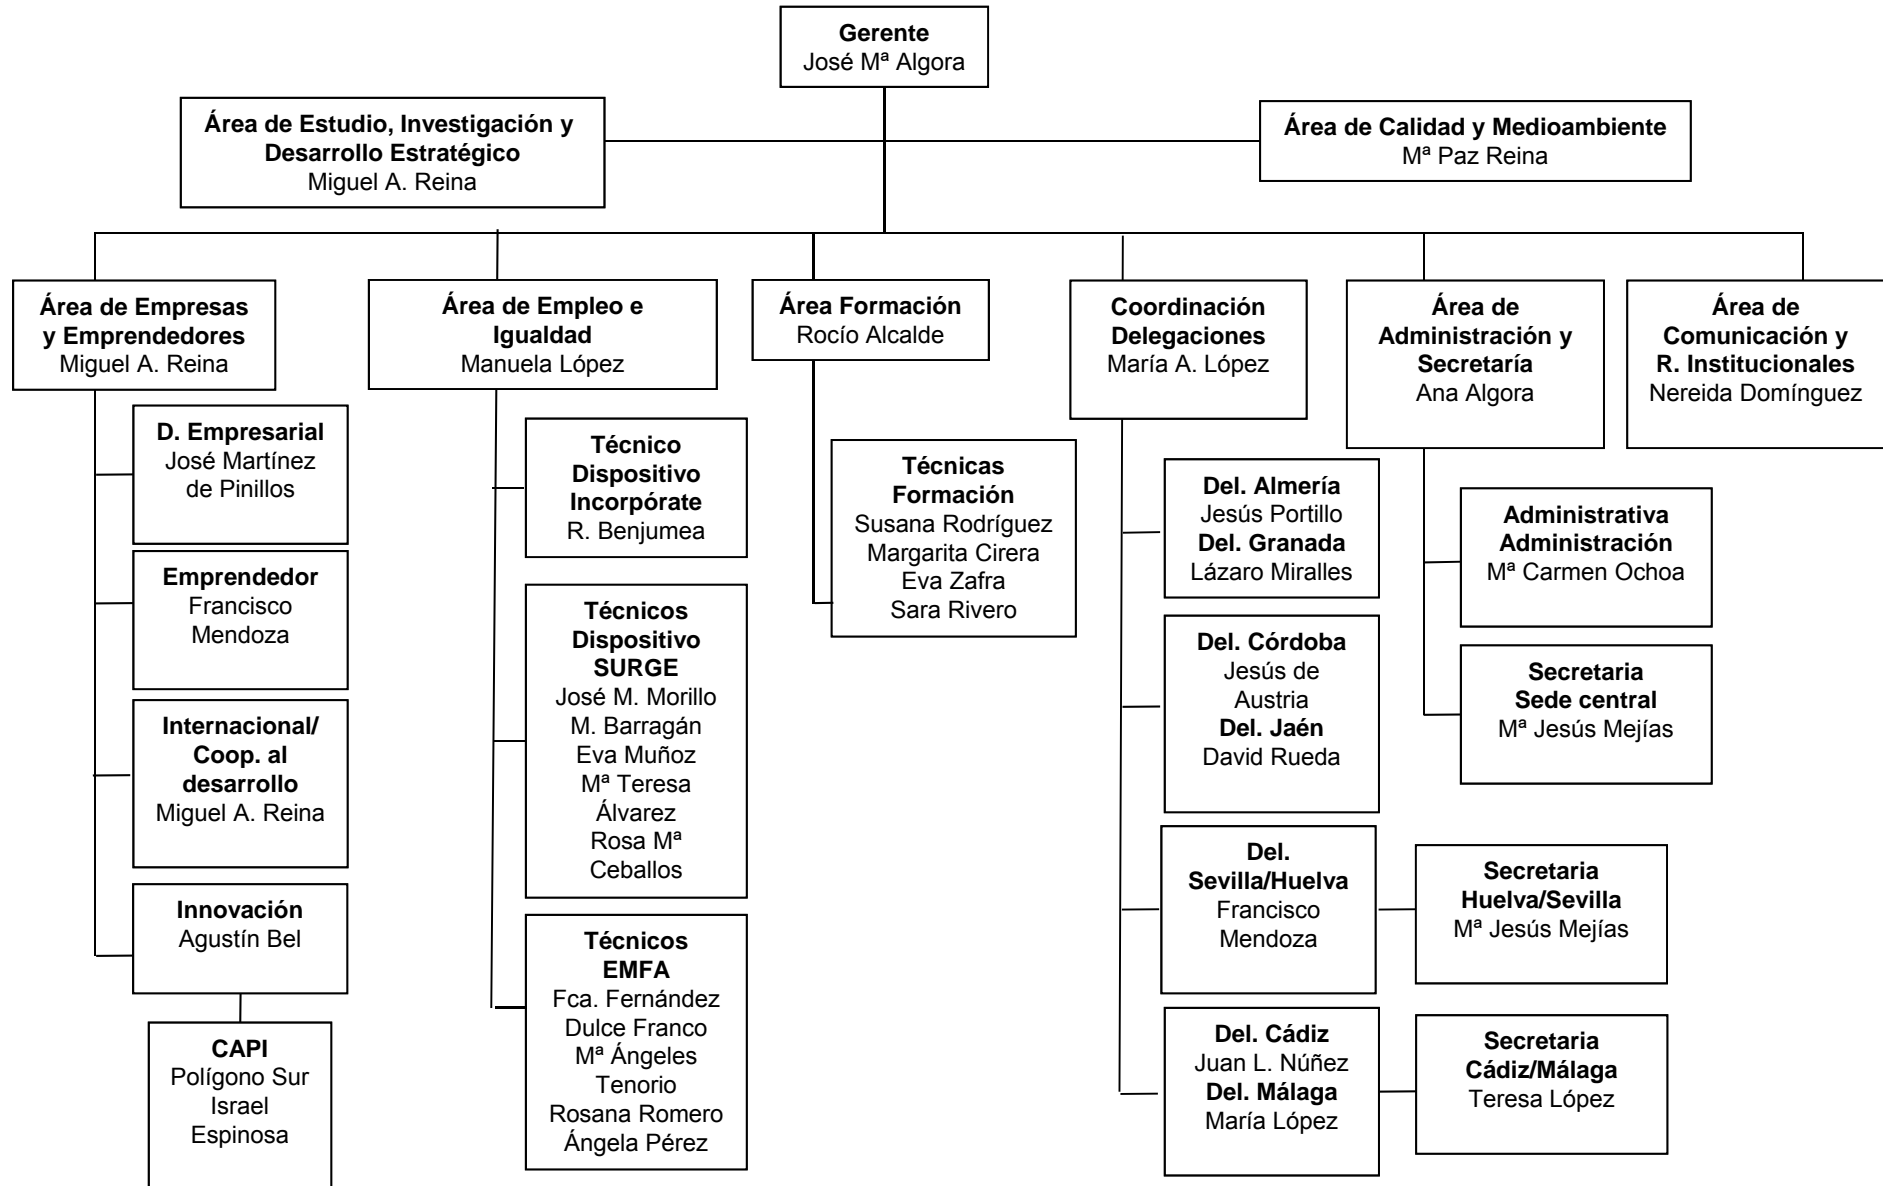 Gerente
José Mª Algora
Área de Estudio, Investigación y
Desarrollo Estratégico
Miguel A. Reina
Área de Calidad y Medioambiente
Mª Paz Reina
Área de Empresas
y Emprendedores
Miguel A. Reina
D. Empresarial
José Martínez
de Pinillos
Emprendedor
Francisco
Mendoza
Internacional/
Coop. al
desarrollo
Miguel A. Reina
Innovación
Agustín Bel
CAPI
Polígono Sur
Israel
Espinosa
Área de Empleo e
Igualdad
Manuela López
Técnico
Dispositivo
Incorpórate
R. Benjumea
Técnicos
Dispositivo
SURGE
José M. Morillo
M. Barragán
Eva Muñoz
Mª Teresa
Álvarez
Rosa Mª
Ceballos
Técnicos
EMFA
Fca. Fernández
Dulce Franco
Mª Ángeles
Tenorio
Rosana Romero
Ángela Pérez
Área Formación
Rocío Alcalde
Técnicas
Formación
Susana Rodríguez
Margarita Cirera
Eva Zafra
Sara Rivero
Coordinación
Delegaciones
María A. López
Del. Almería
Jesús Portillo
Del. Granada
Lázaro Miralles
Del. Córdoba
Jesús de
Austria
Del. Jaén
David Rueda
Del.
Sevilla/Huelva
Francisco
Mendoza
Secretaria
Huelva/Sevilla
Mª Jesús Mejías
Del. Cádiz
Juan L. Núñez
Del. Málaga
María López
Secretaria
Cádiz/Málaga
Teresa López
Área de
Administración y
Secretaría
Ana Algora
Administrativa
Administración
Mª Carmen Ochoa
Secretaria
Sede central
Mª Jesús Mejías
Área de
Comunicación y
R. Institucionales
Nereida Domínguez